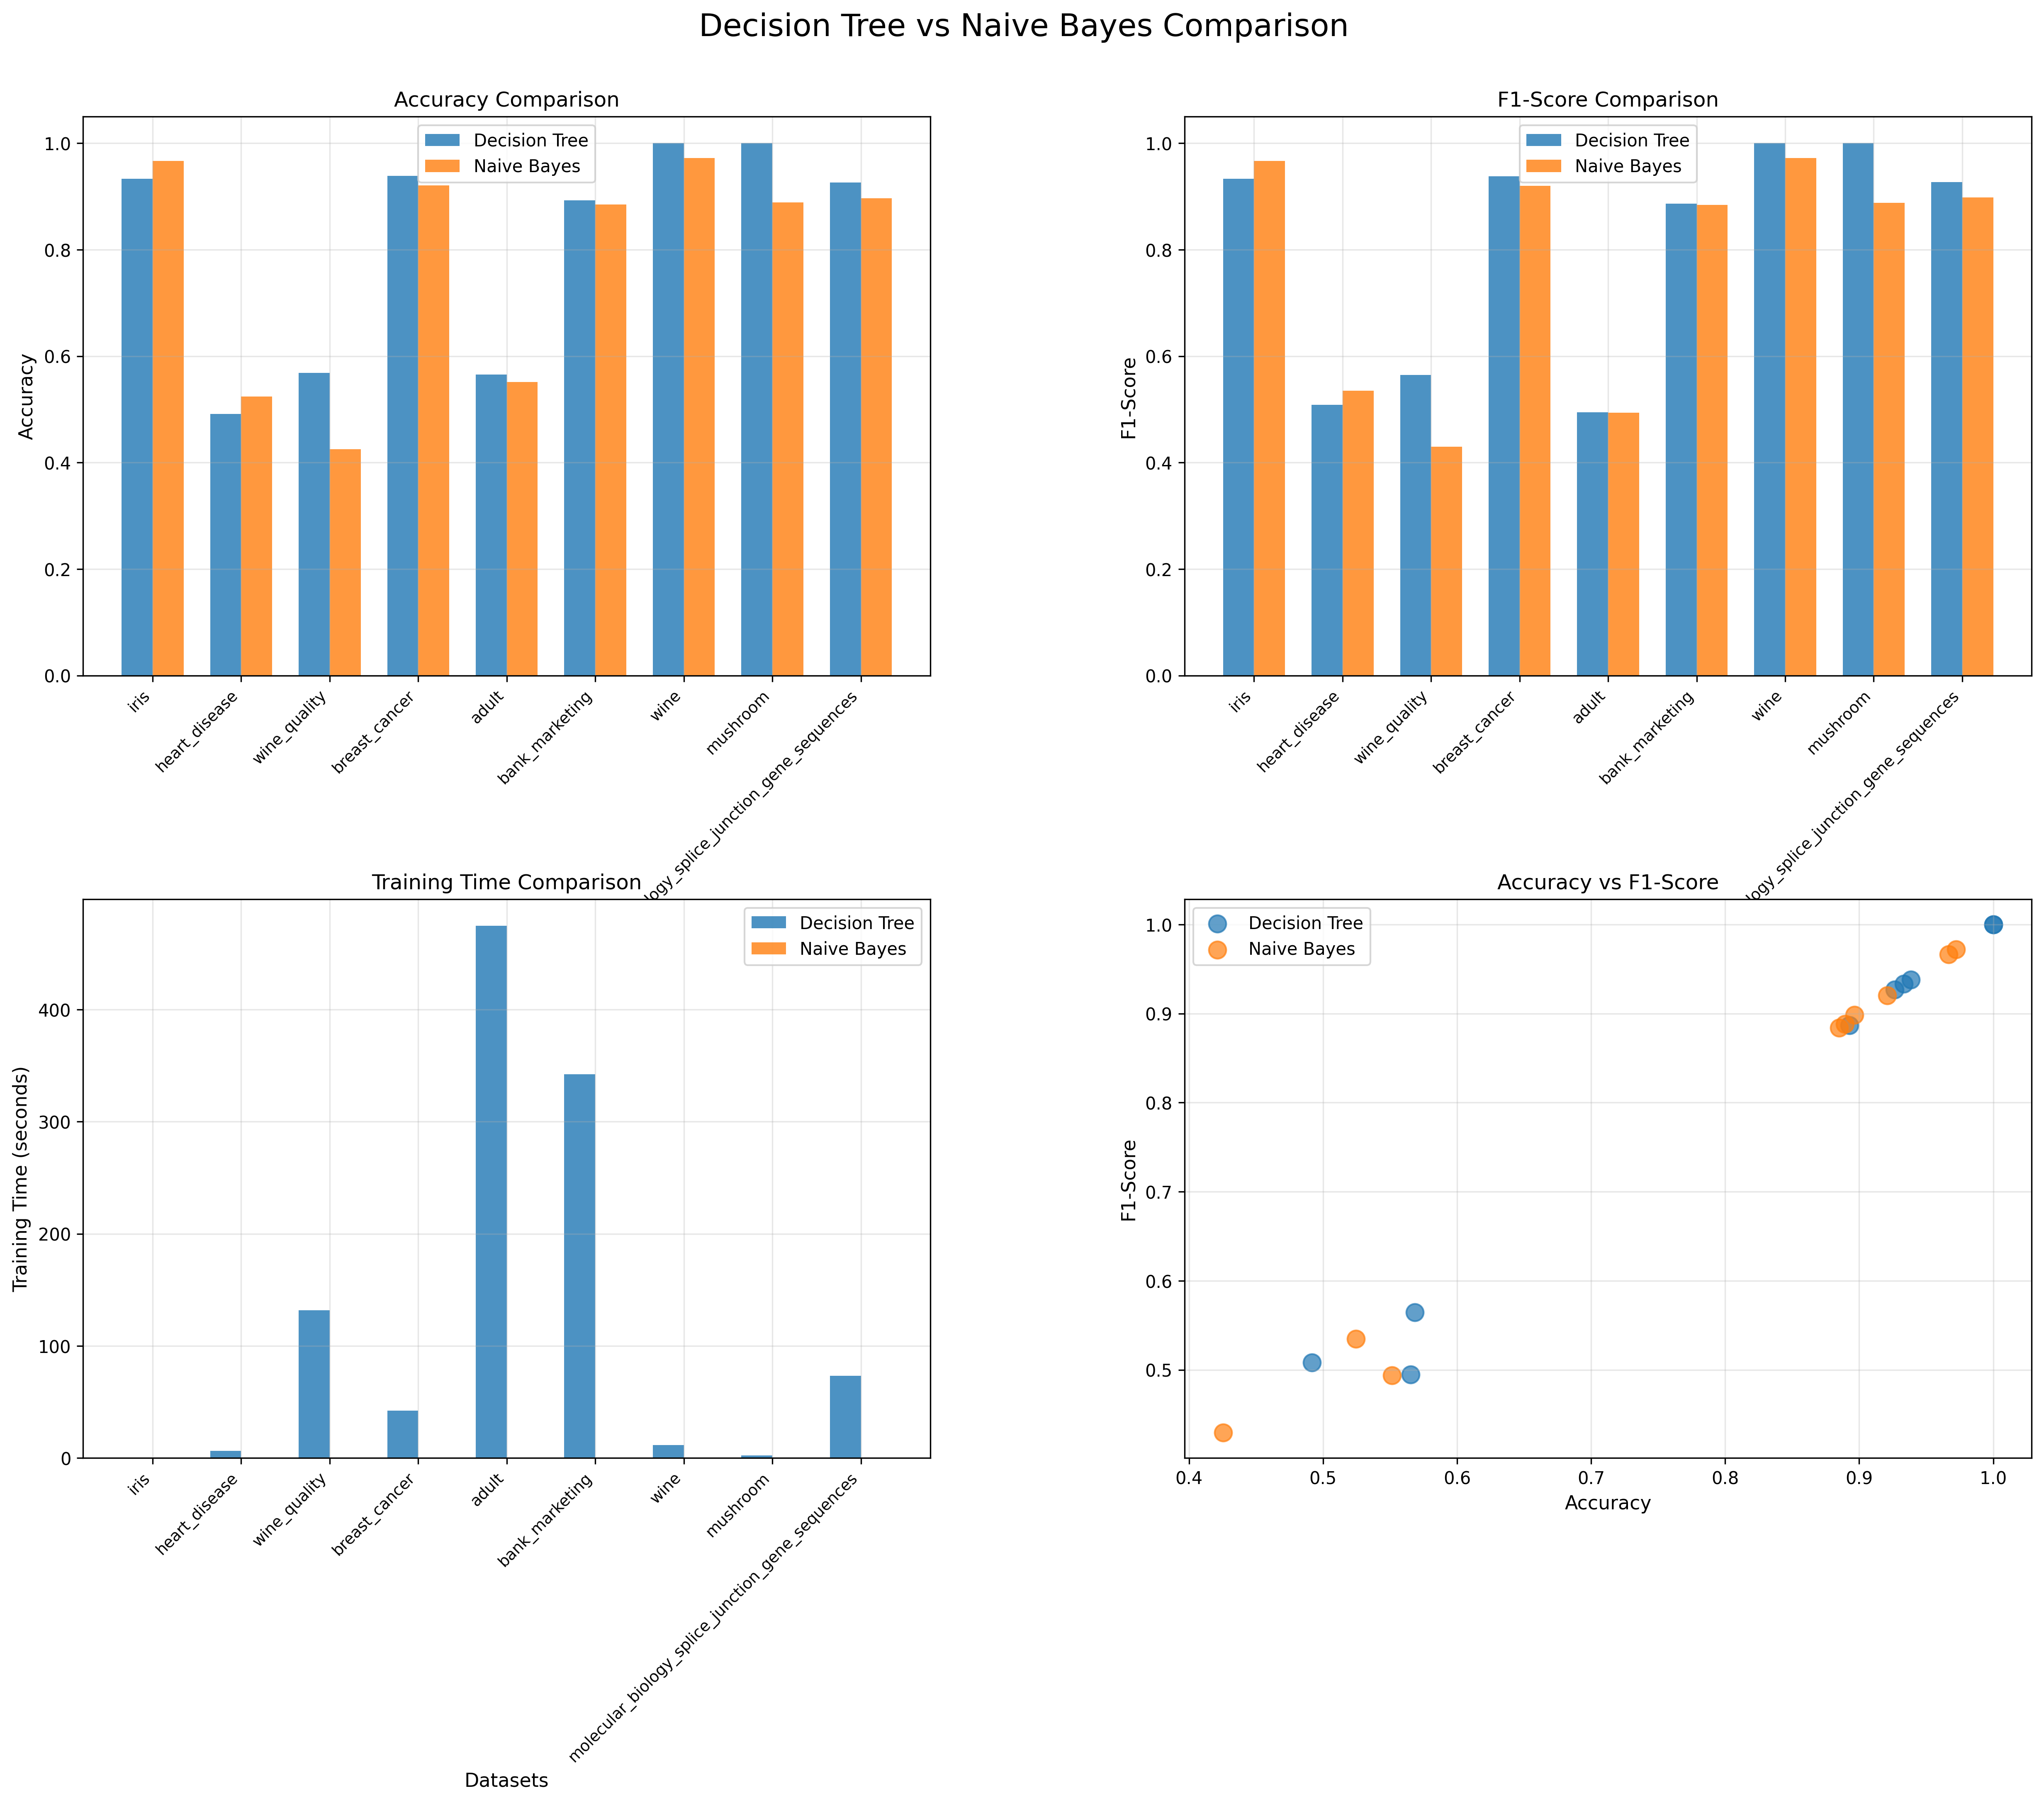 Decision Tree vs Naive Bayes Comparison
Accuracy Comparison
Decision Tree
Naive Bayes
1.0
0.8
0.6
0.4
0.2
0.0
Accuracy
iris
heart_disease
wine_quality
breast_cancer
adult
bank_marketing
wine
mushroom
logy_splice_junction_gene_sequences
F1-Score Comparison
Decision Tree
Naive Bayes
1.0
0.8
0.6
0.4
0.2
0.0
F1-Score
iris
heart_disease
wine_quality
breast_cancer
adult
bank_marketing
wine
mushroom
logy_splice_junction_gene_sequences
Training Time Comparison
Decision Tree
Naive Bayes
400
300
200
100
0
Training Time (seconds)
iris
heart_disease
wine_quality
breast_cancer
adult
bank_marketing
wine
mushroom
molecular_biology_splice_junction_gene_sequences
Datasets
Accuracy vs F1-Score
Decision Tree
Naive Bayes
1.0
0.9
0.8
0.7
0.6
0.5
F1-Score
0.4 0.5 0.6 0.7 0.8 0.9 1.0
Accuracy